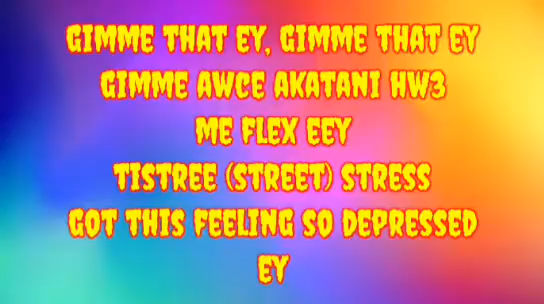 GIMME THAT EY, GIMME THAT EY
GIMME AWCE AKATANI HW3
ME FLEX EEY
TISTREE (STREET) STRESS
GOT THIS FEELING SO DEPRESSED
EY